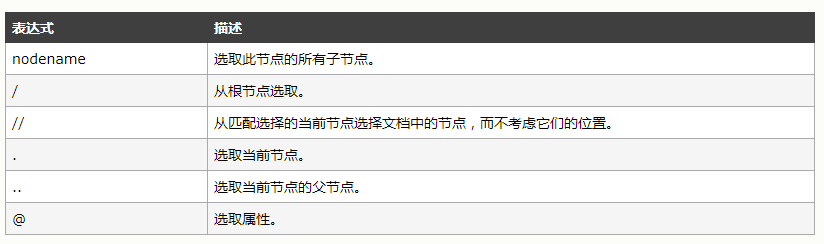 表达式 描述
nodename 选取此节点的所有子节点。
/ 从根节点选取。
// 从匹配选择的当前节点选择文档中的节点，而不考虑它们的位置。
. 选取当前节点。
.. 选取当前节点的父节点。
@ 选取属性。